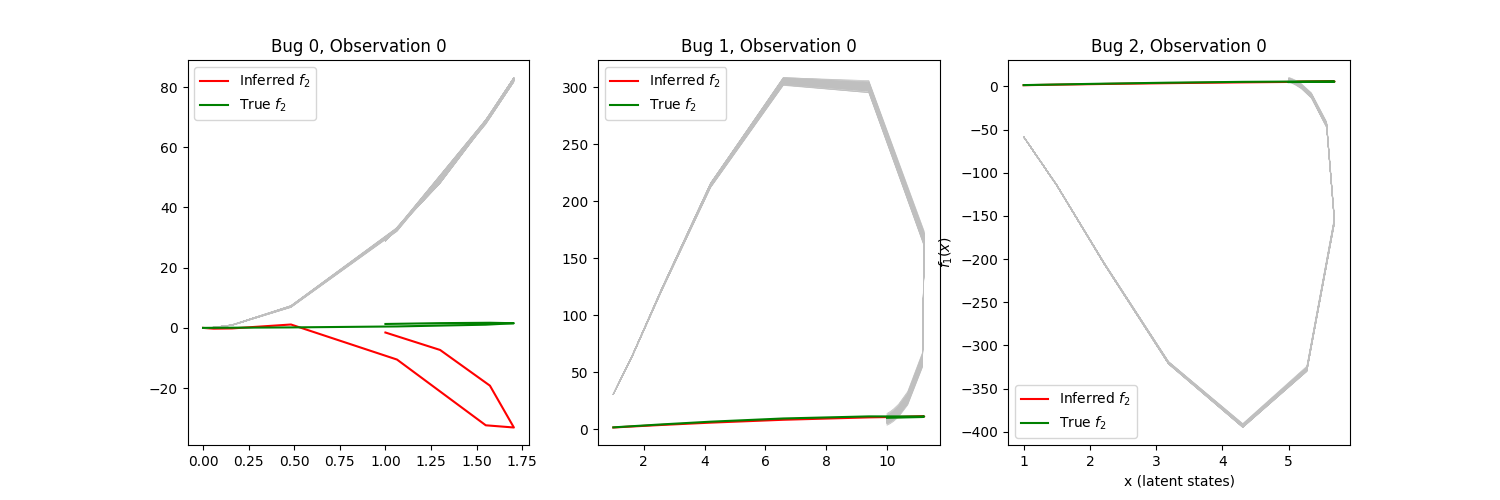 Bug 0, Observation 0
Inferred f₂
True f₂
80
60
40
20
0
−20
0.00 0.25 0.50 0.75 1.00 1.25 1.50 1.75
Bug 1, Observation 0
Inferred f₂
True f₂
300
250
200
150
100
50
0
2 4 6 8 10
Bug 2, Observation 0
f₁(x)
0
−50
−100
−150
−200
−250
−300
−350
−400
Inferred f₂
True f₂
1 2 3 4 5
x (latent states)